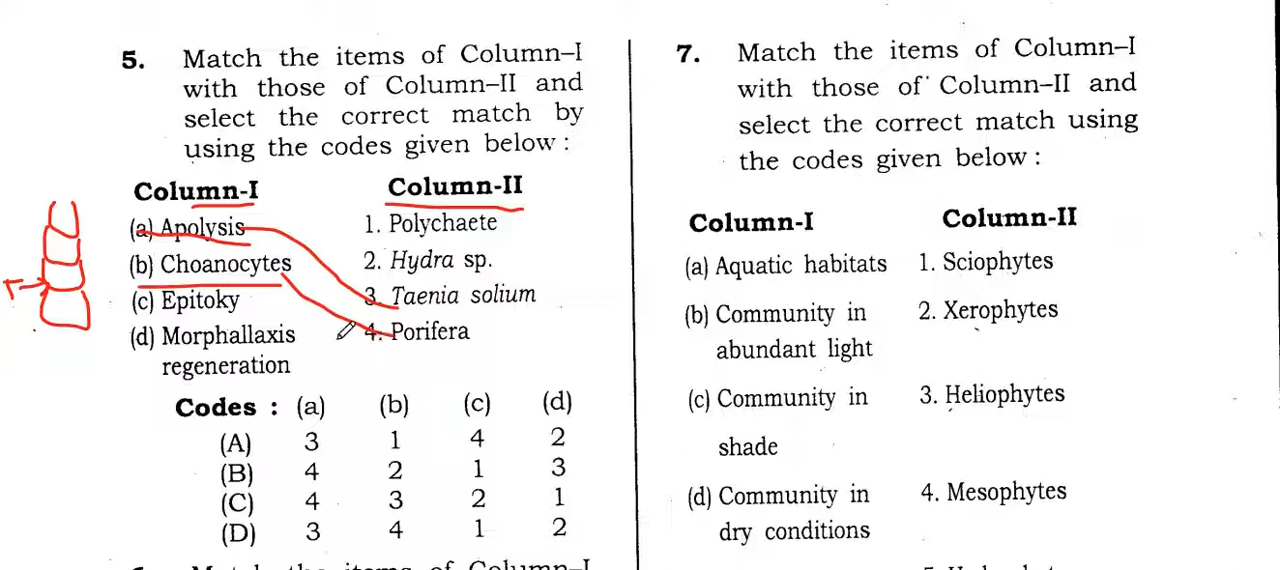 5. Match the items of Column–I
with those of Column–II and
select the correct match by
using the codes given below :
Column-I Column-II
(a) Apolysis 1. Polychaete
(b) Choanocytes 2. Hydra sp.
(c) Epitoky 3. Taenia solium
(d) Morphallaxis 4. Porifera
regeneration
Codes : (a) (b) (c) (d)
(A) 3 1 4 2
(B) 4 2 1 3
(C) 4 3 2 1
(D) 3 4 1 2
7. Match the items of Column–I
with those of Column–II and
select the correct match using
the codes given below :
Column-I Column-II
(a) Aquatic habitats 1. Sciophytes
(b) Community in 2. Xerophytes
abundant light
(c) Community in 3. Heliophytes
shade
(d) Community in 4. Mesophytes
dry conditions